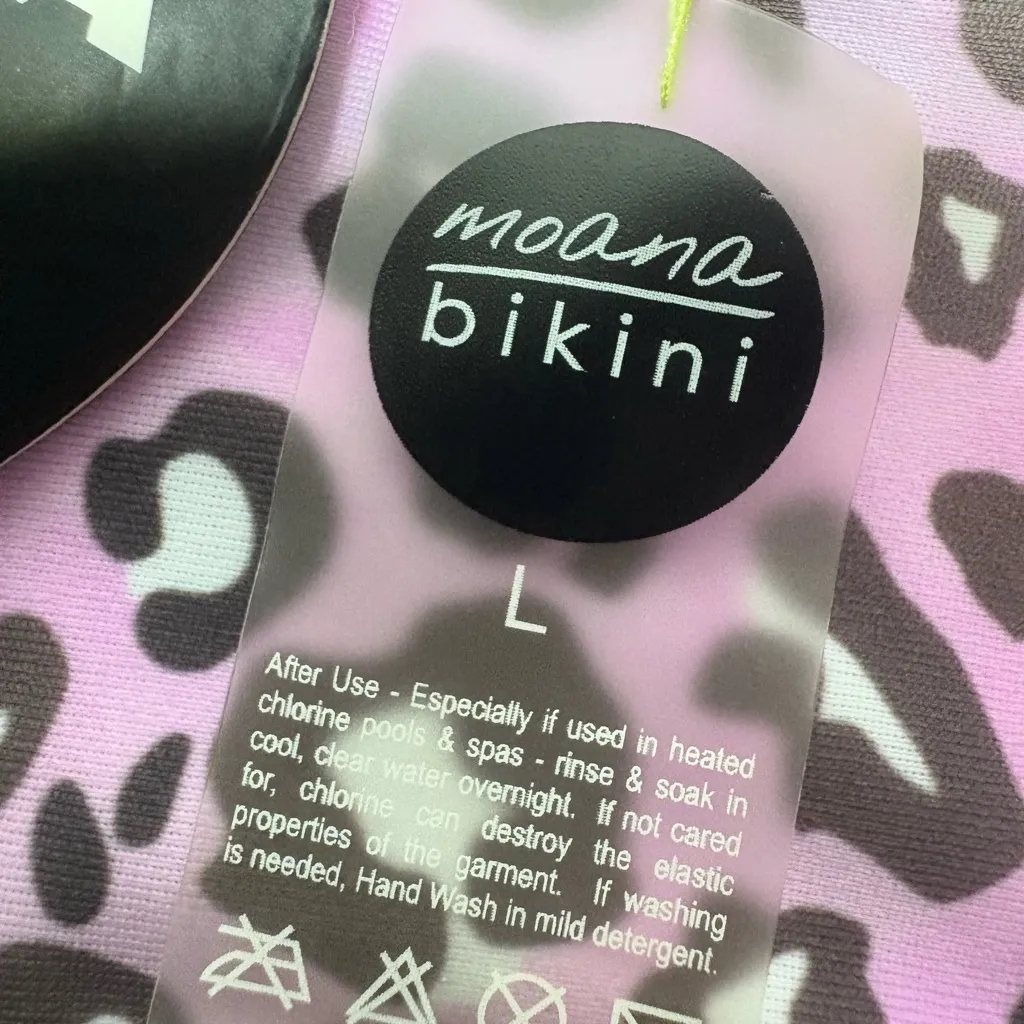 moana
bikini
L
After Use - Especially if used in heated
chlorine pools & spas - rinse & soak in
cool, clear water overnight. If not cared
for, chlorine can destroy the elastic
properties of the garment. If washing
is needed, Hand Wash in mild detergent.